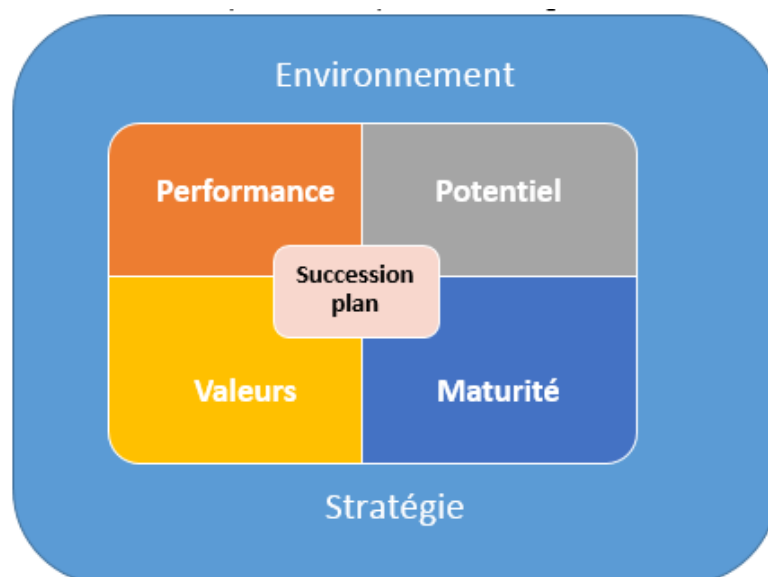 Environnement
Performance
Potentiel
Succession
plan
Valeurs
Maturité
Stratégie